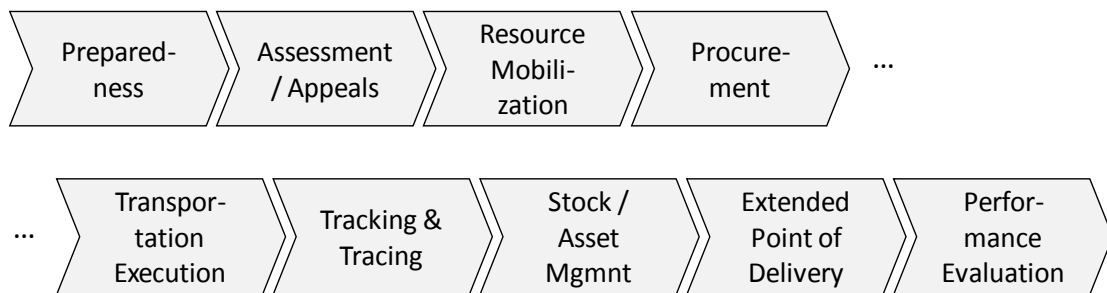 Prepared-
ness
Assessment
/ Appeals
Resource
Mobili-
zation
Procure-
ment
...
...
Transpor-
tation
Execution
Tracking &
Tracing
Stock /
Asset
Mgmnt
Extended
Point of
Delivery
Perfor-
mance
Evaluation